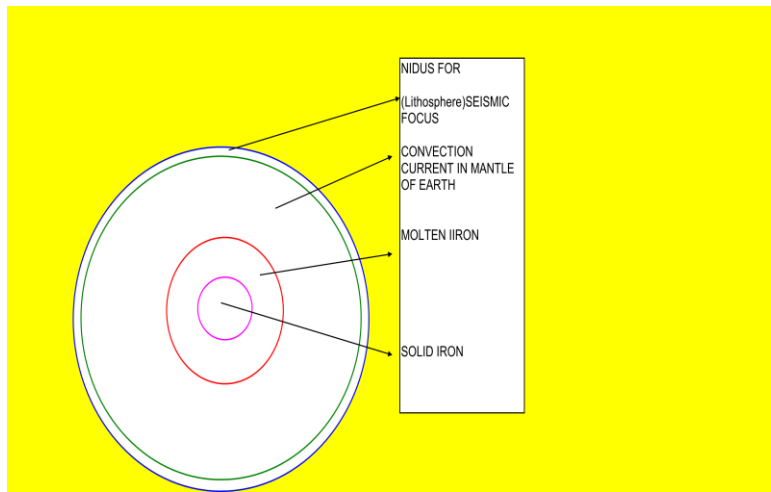 NIDUS FOR
(Lithosphere)SEISMIC
FOCUS
CONVECTION
CURRENT IN MANTLE
OF EARTH
MOLTEN IIRON
SOLID IRON